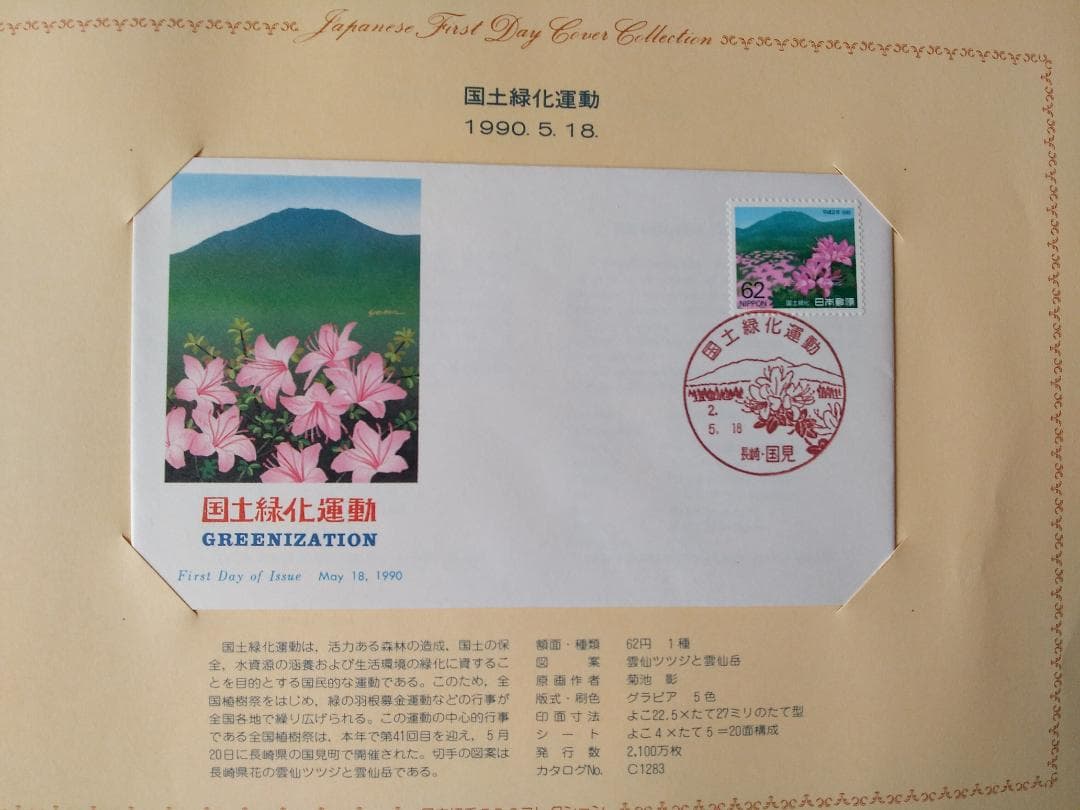 Japanese First Day Cover Collection
国土緑化運動
1990. 5. 18.
平成2年 1990
62
NIPPON
国土緑化 日本郵便
国土緑化運動
2.
5. 18
長崎・国見
国土緑化運動
GREENIZATION
First Day of Issue May 18, 1990
国土緑化運動は、活力ある森林の造成、国土の保
全、水資源の涵養および生活環境の緑化に資するこ
とを目的とする国民的な運動である。このため、全
国植樹祭をはじめ、緑の羽根募金運動などの行事が
全国各地で繰り広げられる。この運動の中心的行事
である全国植樹祭は、本年で第41回目を迎え、5月
20日に長崎県の国見町で開催された。切手の図案は
長崎県花の雲仙ツツジと雲仙岳である。
額面・種類 62円 1種
図案 雲仙ツツジと雲仙岳
原画作者 菊池 影
版式・刷色 グラビア 5色
印面寸法 よこ22.5×たて27ミリのたて型
シート よこ4×たて5=20面構成
発行数 2,100万枚
カタログNo. C1283